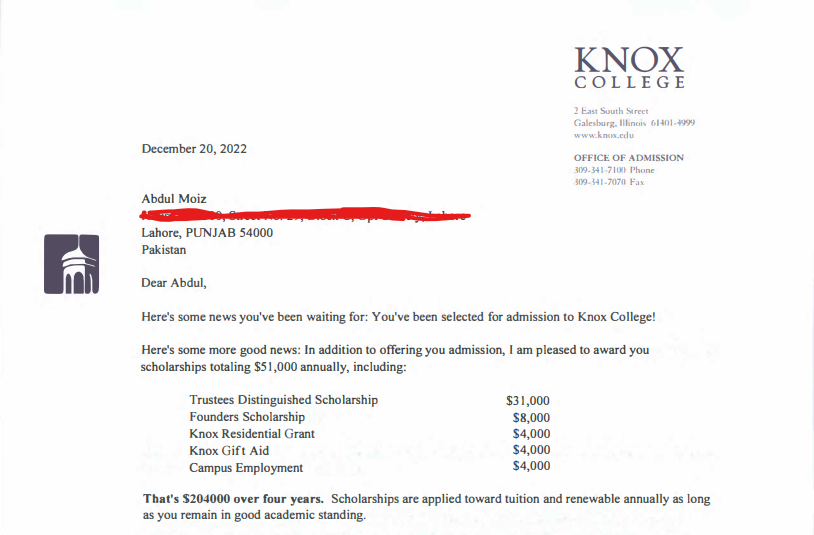 KNOX
COLLEGE
2 East South Street
Galesburg, Illinois 61401-4999
www.knox.edu
OFFICE OF ADMISSION
309-341-7100 Phone
309-341-7070 Fax
December 20, 2022
Abdul Moiz
Lahore, PUNJAB 54000
Pakistan
Dear Abdul,
Here's some news you've been waiting for: You've been selected for admission to Knox College!
Here's some more good news: In addition to offering you admission, I am pleased to award you
scholarships totaling $51,000 annually, including:
Trustees Distinguished Scholarship $31,000
Founders Scholarship $8,000
Knox Residential Grant $4,000
Knox Gift Aid $4,000
Campus Employment $4,000
That's $204000 over four years. Scholarships are applied toward tuition and renewable annually as long
as you remain in good academic standing.